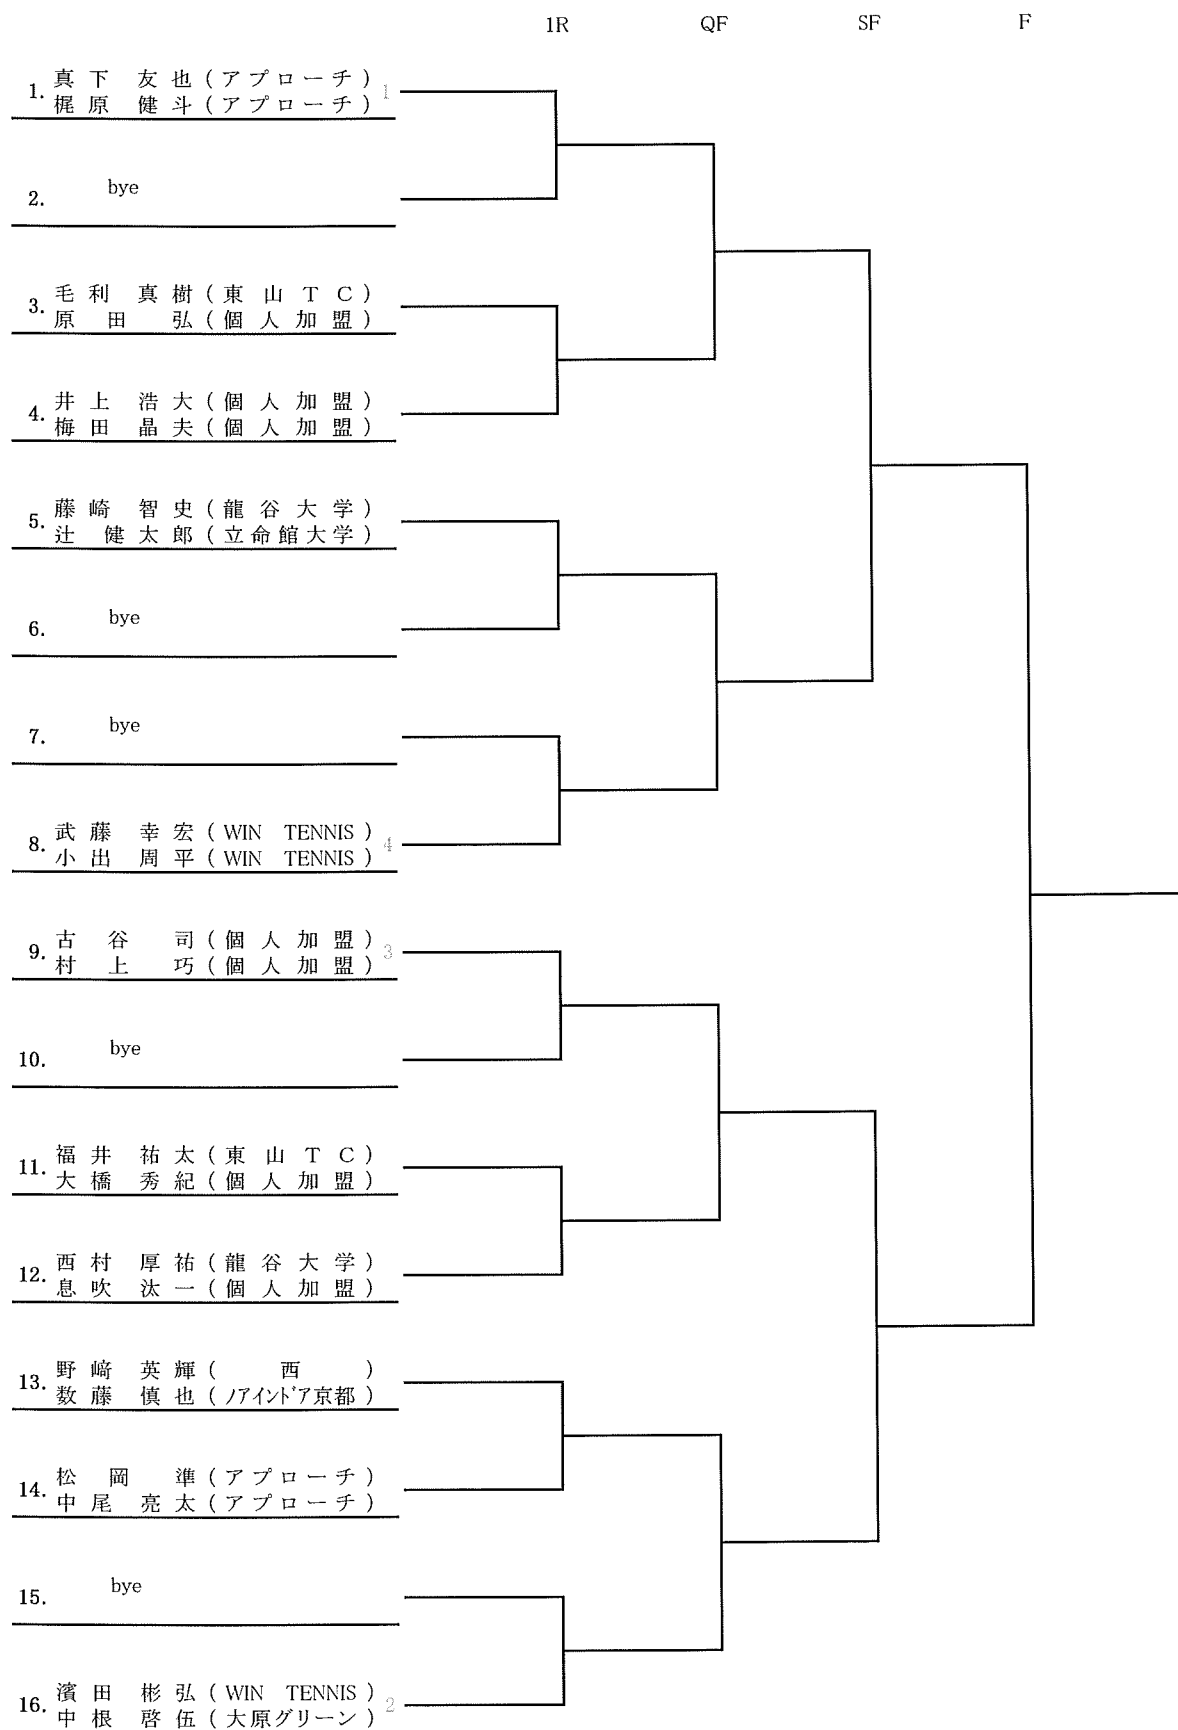 1R QF SF F
1. 真下 友也 (アプローチ) 1
梶原 健斗 (アプローチ)
2. bye
3. 毛利 真樹 (東山TC)
原田 弘 (個人加盟)
4. 井上 浩大 (個人加盟)
梅田 晶夫 (個人加盟)
5. 藤崎 智史 (龍谷大学)
辻 健太郎 (立命館大学)
6. bye
7. bye
8. 武藤 幸宏 (WIN TENNIS) 4
小出 周平 (WIN TENNIS)
9. 古谷 司 (個人加盟) 3
村上 巧 (個人加盟)
10. bye
11. 福井 祐太 (東山TC)
大橋 秀紀 (個人加盟)
12. 西村 厚祐 (龍谷大学)
息吹 汰一 (個人加盟)
13. 野﨑 英輝 (西)
数藤 慎也 (ﾉｱｲﾝﾄﾞｱ京都)
14. 松岡 準 (アプローチ)
中尾 亮太 (アプローチ)
15. bye
16. 濱田 彬弘 (WIN TENNIS) 2
中根 啓伍 (大原グリーン)